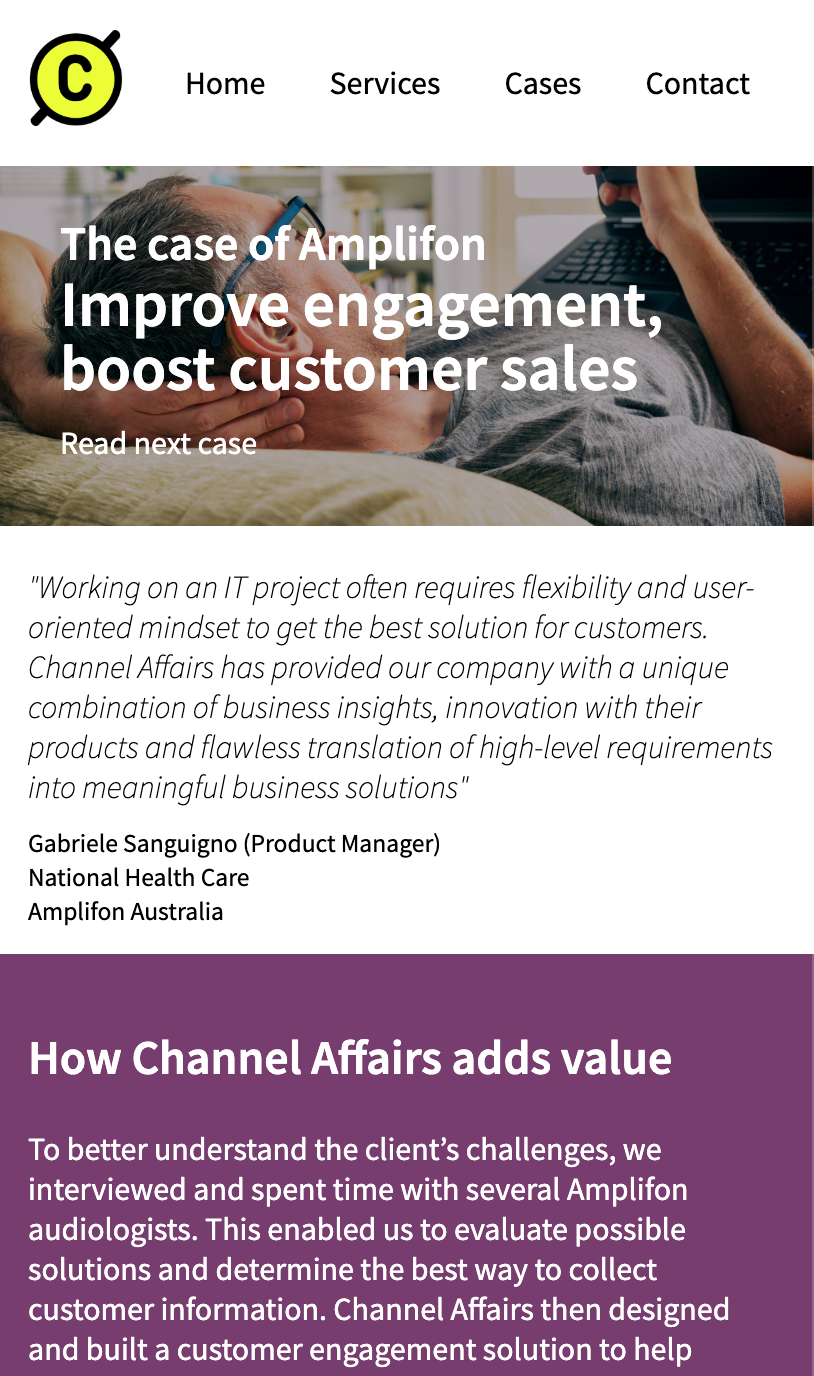 C
Home Services Cases Contact
The case of Amplifon
Improve engagement,
boost customer sales
Read next case
"Working on an IT project often requires flexibility and user-
oriented mindset to get the best solution for customers.
Channel Affairs has provided our company with a unique
combination of business insights, innovation with their
products and flawless translation of high-level requirements
into meaningful business solutions"
Gabriele Sanguigno (Product Manager)
National Health Care
Amplifon Australia
How Channel Affairs adds value
To better understand the client’s challenges, we
interviewed and spent time with several Amplifon
audiologists. This enabled us to evaluate possible
solutions and determine the best way to collect
customer information. Channel Affairs then designed
and built a customer engagement solution to help